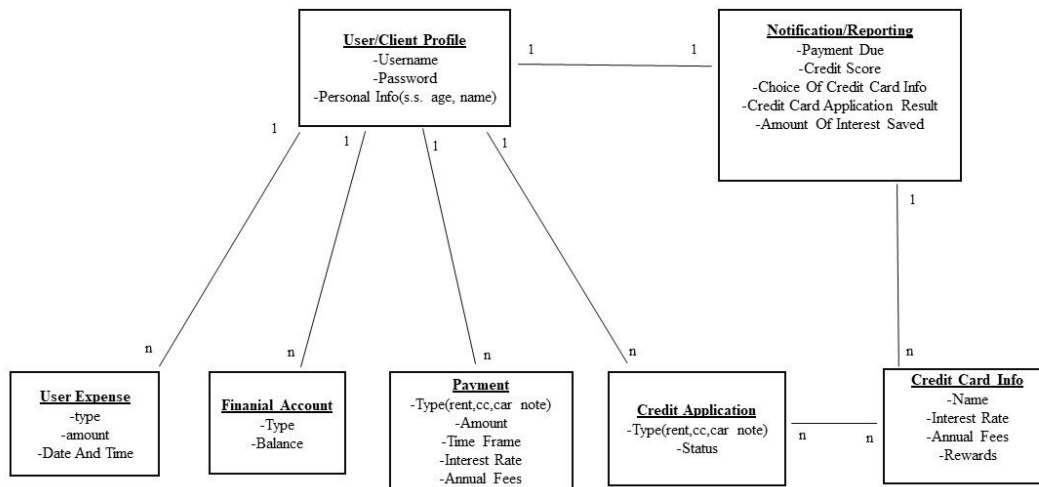 User/Client Profile
-Username
-Password
-Personal Info(s.s. age, name)
Notification/Reporting
-Payment Due
-Credit Score
-Choice Of Credit Card Info
-Credit Card Application Result
-Amount Of Interest Saved
1
1
1
1
1
1
1
n
n
n
n
n
User Expense
-type
-amount
-Date And Time
Finanial Account
-Type
-Balance
Payment
-Type(rent,cc,car note)
-Amount
-Time Frame
-Interest Rate
-Annual Fees
Credit Application
-Type(rent,cc,car note)
-Status
n
n
Credit Card Info
-Name
-Interest Rate
-Annual Fees
-Rewards